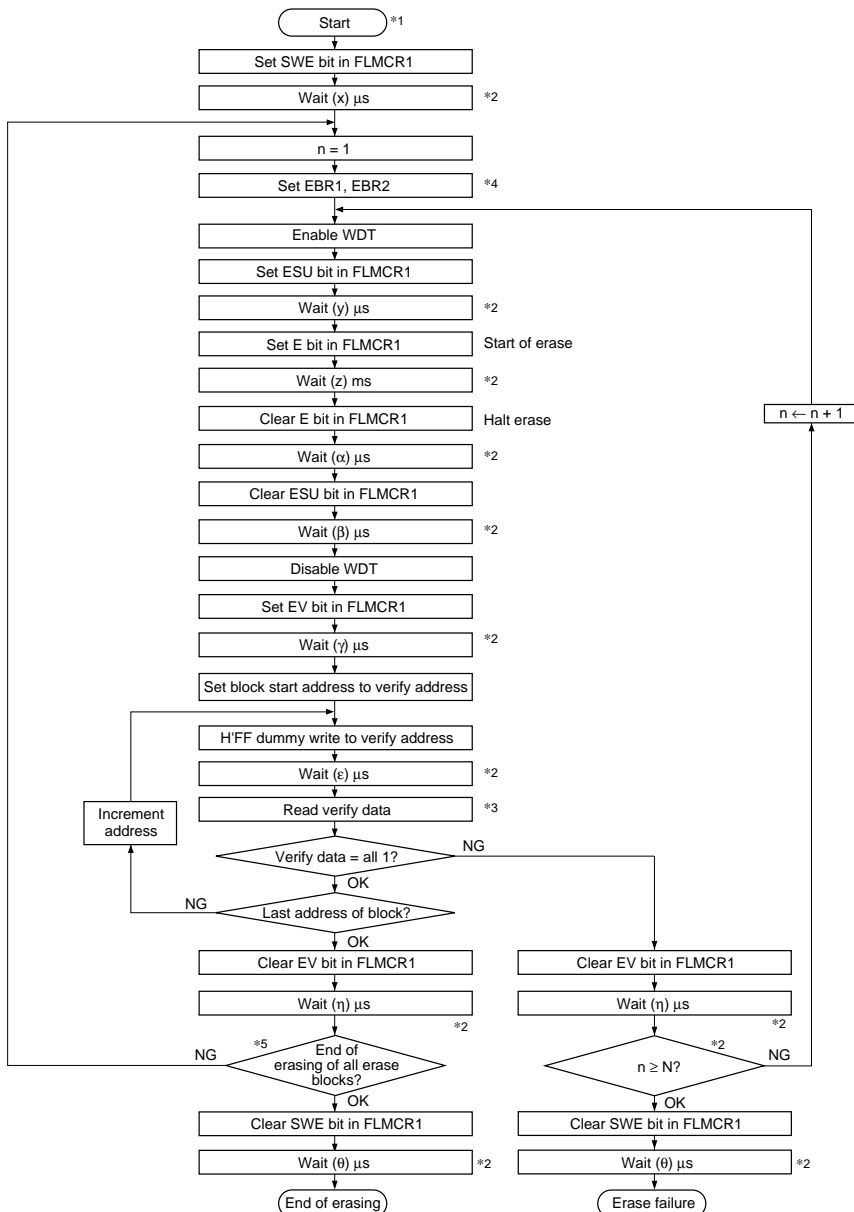 Start
*1
Set SWE bit in FLMCR1
Wait (x) μs
*2
n = 1
Set EBR1, EBR2
*4
Enable WDT
Set ESU bit in FLMCR1
Wait (y) μs
*2
Set E bit in FLMCR1
Start of erase
Wait (z) ms
*2
n ← n + 1
Clear E bit in FLMCR1
Halt erase
Wait (α) μs
*2
Clear ESU bit in FLMCR1
Wait (β) μs
*2
Disable WDT
Set EV bit in FLMCR1
Wait (γ) μs
*2
Set block start address to verify address
H'FF dummy write to verify address
Wait (ε) μs
*2
Increment
address
Read verify data
*3
Verify data = all 1?
NG
OK
NG
Last address of block?
OK
Clear EV bit in FLMCR1
Wait (η) μs
*2
NG
*5
End of
erasing of all erase
blocks?
OK
Clear SWE bit in FLMCR1
Wait (θ) μs
*2
End of erasing
Clear EV bit in FLMCR1
Wait (η) μs
*2
*2
n ≥ N?
NG
OK
Clear SWE bit in FLMCR1
Wait (θ) μs
*2
Erase failure